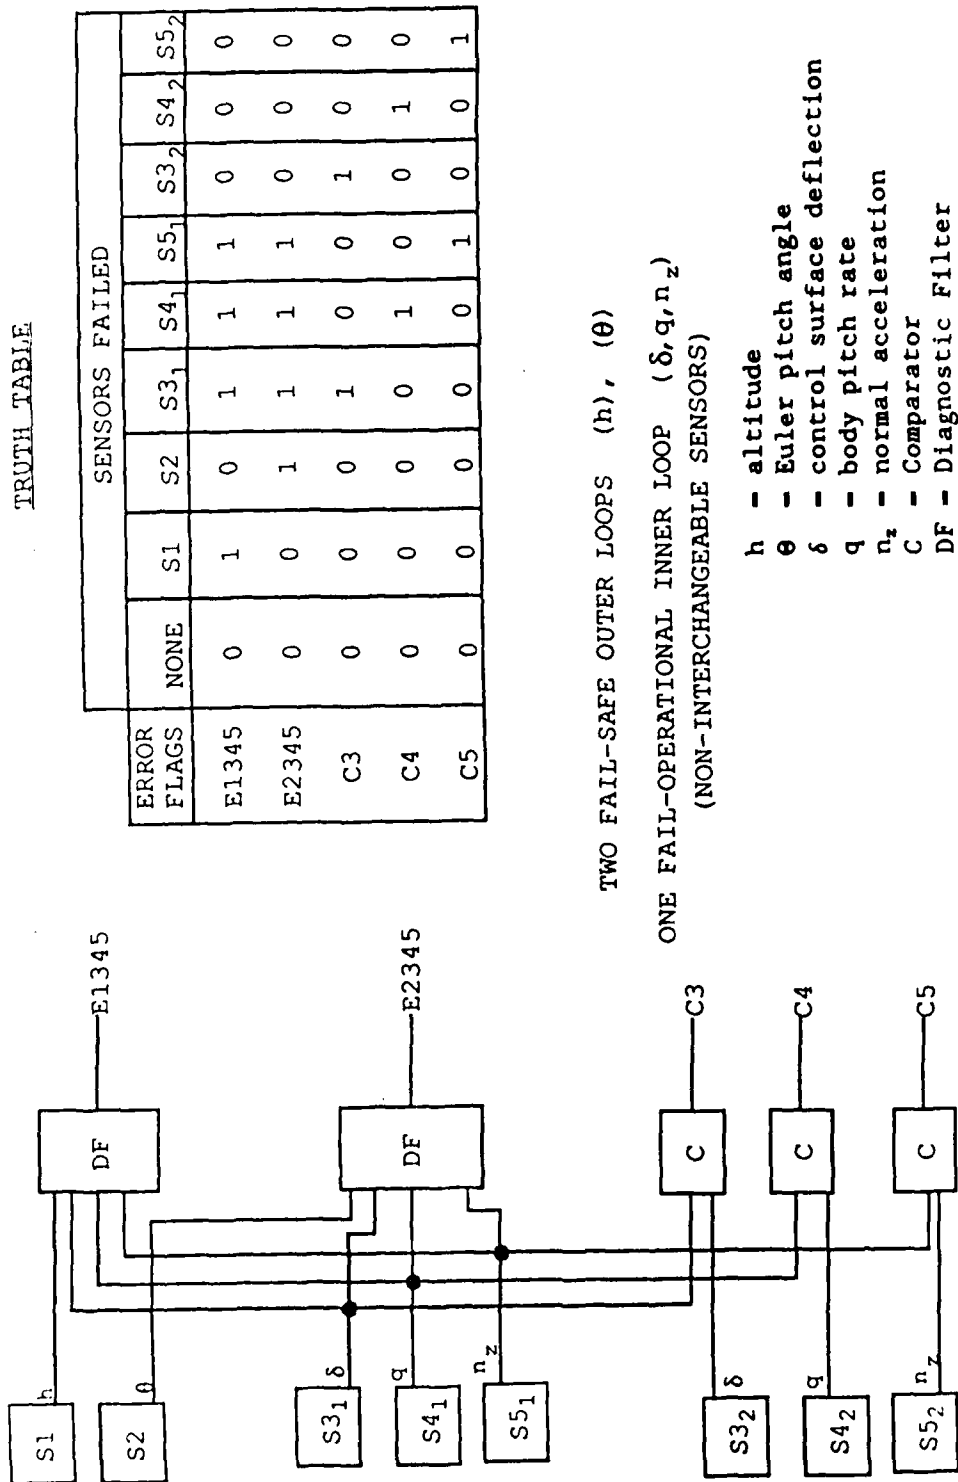 TRUTH TABLE
SENSORS FAILED
ERROR FLAGS NONE S1 S2 S3₁ S4₁ S5₁ S3₂ S4₂ S5₂
E1345 0 1 0 1 1 1 0 0 0
E2345 0 0 1 1 1 1 0 0 0
C3 0 0 0 1 0 0 1 0 0
C4 0 0 0 0 1 0 0 1 0
C5 0 0 0 0 0 1 0 0 1
TWO FAIL-SAFE OUTER LOOPS (h), (θ)
ONE FAIL-OPERATIONAL INNER LOOP (δ,q,n_z)
(NON-INTERCHANGEABLE SENSORS)
h - altitude
θ - Euler pitch angle
δ - control surface deflection
q - body pitch rate
n_z - normal acceleration
C - Comparator
DF - Diagnostic Filter
S1
h
DF
E1345
S2
θ
S3₁
δ
S4₁
q
S5₁
n_z
DF
E2345
S3₂
δ
C
C3
S4₂
q
C
C4
S5₂
n_z
C
C5